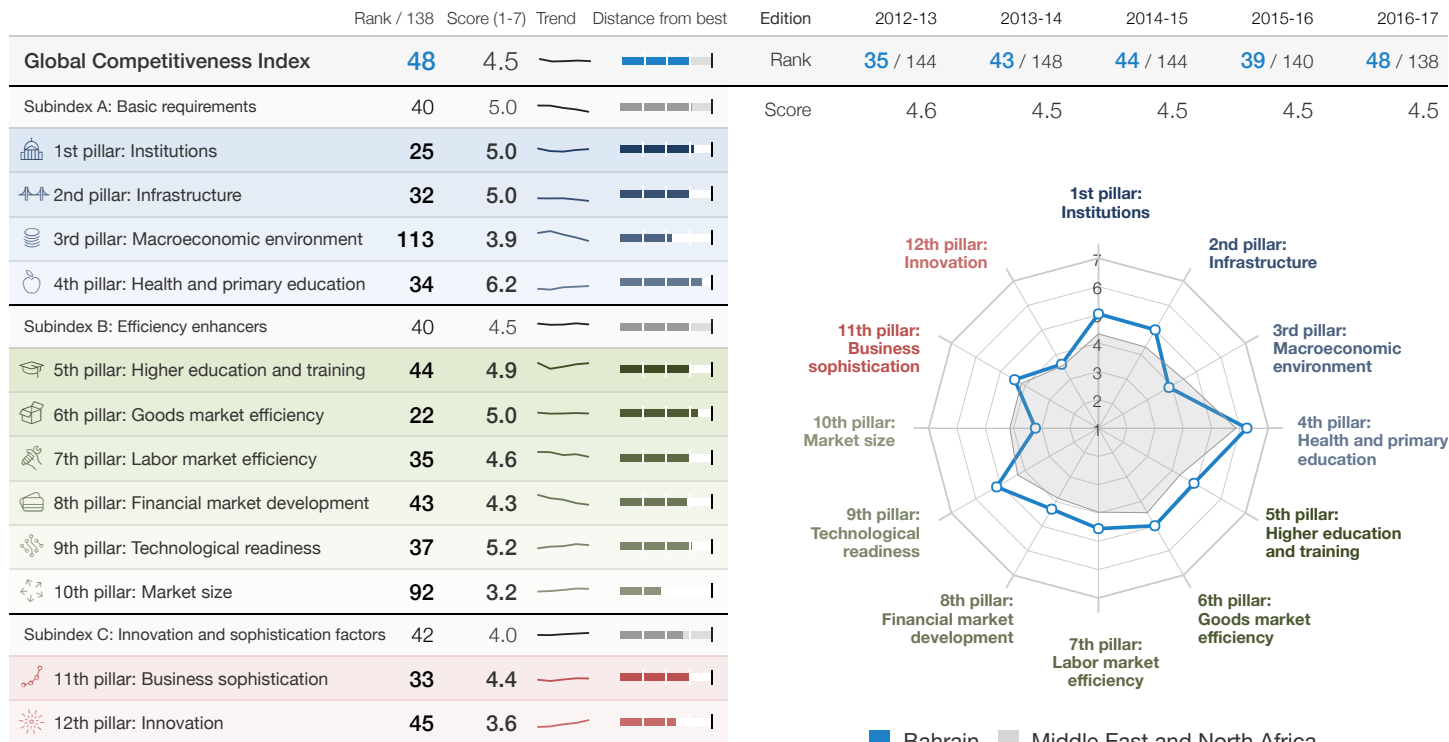 Rank / 138 Score (1-7) Trend Distance from best
Global Competitiveness Index 48 4.5
Subindex A: Basic requirements 40 5.0
1st pillar: Institutions 25 5.0
2nd pillar: Infrastructure 32 5.0
3rd pillar: Macroeconomic environment 113 3.9
4th pillar: Health and primary education 34 6.2
Subindex B: Efficiency enhancers 40 4.5
5th pillar: Higher education and training 44 4.9
6th pillar: Goods market efficiency 22 5.0
7th pillar: Labor market efficiency 35 4.6
8th pillar: Financial market development 43 4.3
9th pillar: Technological readiness 37 5.2
10th pillar: Market size 92 3.2
Subindex C: Innovation and sophistication factors 42 4.0
11th pillar: Business sophistication 33 4.4
12th pillar: Innovation 45 3.6
Edition 2012-13 2013-14 2014-15 2015-16 2016-17
Rank 35 / 144 43 / 148 44 / 144 39 / 140 48 / 138
Score 4.6 4.5 4.5 4.5 4.5
1st pillar:
Institutions
2nd pillar:
Infrastructure
3rd pillar:
Macroeconomic
environment
4th pillar:
Health and primary
education
5th pillar:
Higher education
and training
6th pillar:
Goods market
efficiency
7th pillar:
Labor market
efficiency
8th pillar:
Financial market
development
9th pillar:
Technological
readiness
10th pillar:
Market size
11th pillar:
Business
sophistication
12th pillar:
Innovation
7
6
4
3
2
1
Bahrain Middle East and North Africa